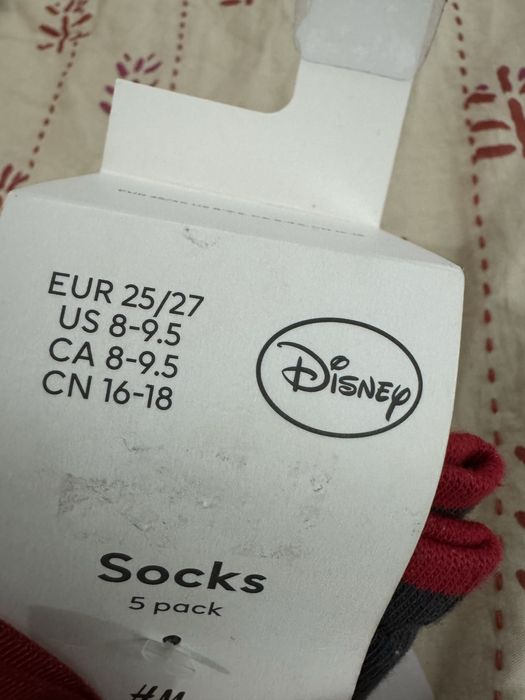 EUR 25/27
US 8-9.5
CA 8-9.5
CN 16-18
Disney
Socks
5 pack
H&M